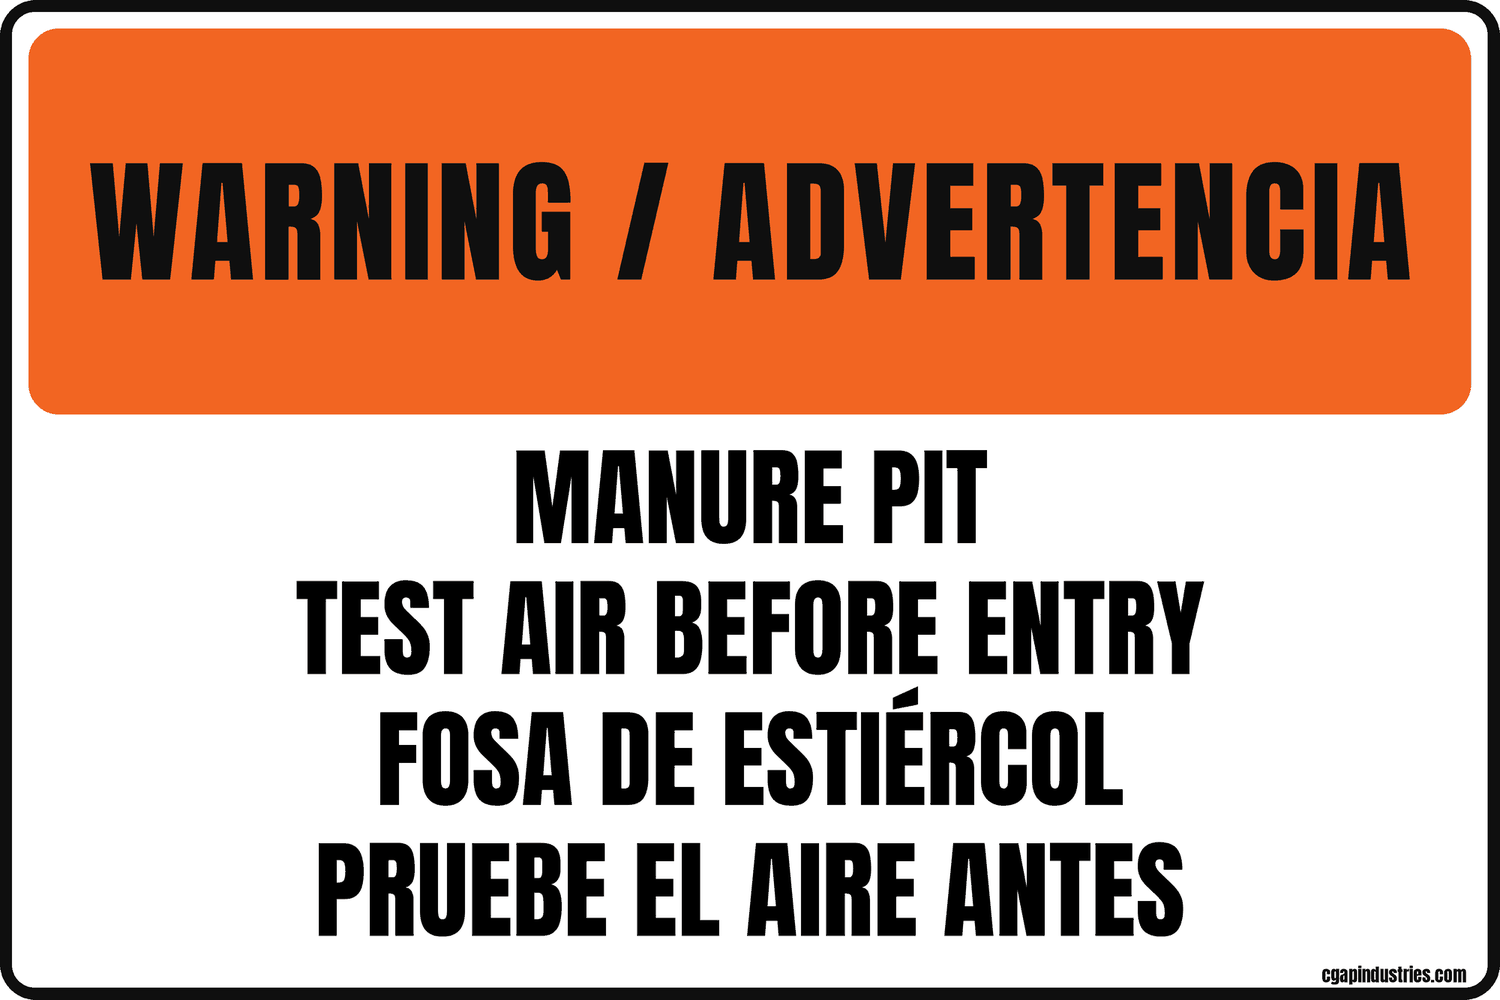 WARNING / ADVERTENCIA
MANURE PIT
TEST AIR BEFORE ENTRY
FOSA DE ESTIÉRCOL
PRUEBE EL AIRE ANTES
cgapindustries.com